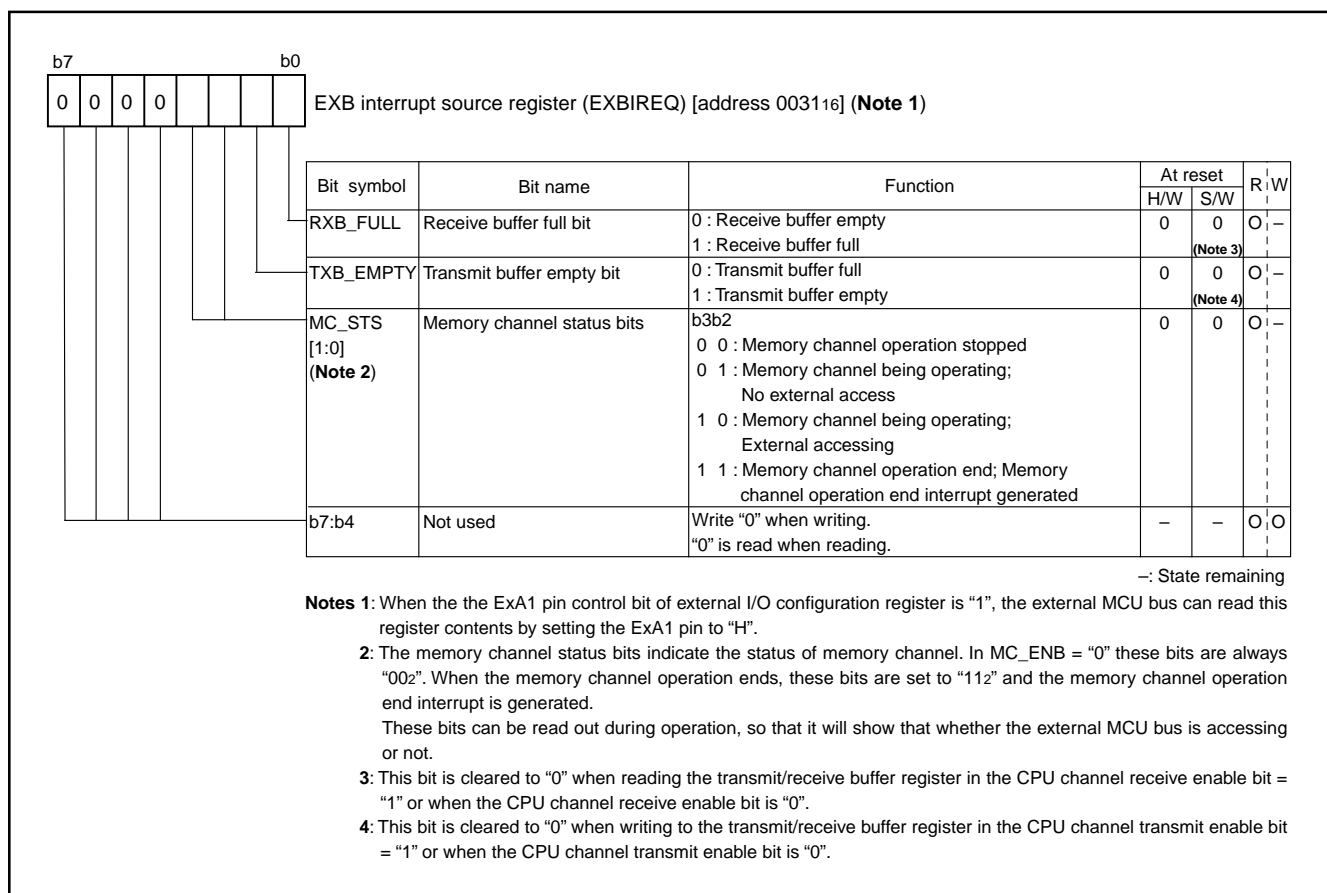 b7 b0
0 0 0 0
EXB interrupt source register (EXBIREQ) [address 003116] (Note 1)
Bit symbol Bit name Function At reset R W
H/W S/W
RXB_FULL Receive buffer full bit 0 : Receive buffer empty 0 0 O –
1 : Receive buffer full (Note 3)
TXB_EMPTY Transmit buffer empty bit 0 : Transmit buffer full 0 0 O –
1 : Transmit buffer empty (Note 4)
MC_STS Memory channel status bits b3b2 0 0 O –
[1:0] 0 0 : Memory channel operation stopped
(Note 2) 0 1 : Memory channel being operating;
No external access
1 0 : Memory channel being operating;
External accessing
1 1 : Memory channel operation end; Memory
channel operation end interrupt generated
b7:b4 Not used Write “0” when writing. – – O O
“0” is read when reading.
–: State remaining
Notes 1: When the the ExA1 pin control bit of external I/O configuration register is “1”, the external MCU bus can read this
register contents by setting the ExA1 pin to “H”.
2: The memory channel status bits indicate the status of memory channel. In MC_ENB = “0” these bits are always
“002”. When the memory channel operation ends, these bits are set to “112” and the memory channel operation
end interrupt is generated.
These bits can be read out during operation, so that it will show that whether the external MCU bus is accessing
or not.
3: This bit is cleared to “0” when reading the transmit/receive buffer register in the CPU channel receive enable bit =
“1” or when the CPU channel receive enable bit is “0”.
4: This bit is cleared to “0” when writing to the transmit/receive buffer register in the CPU channel transmit enable bit
= “1” or when the CPU channel transmit enable bit is “0”.